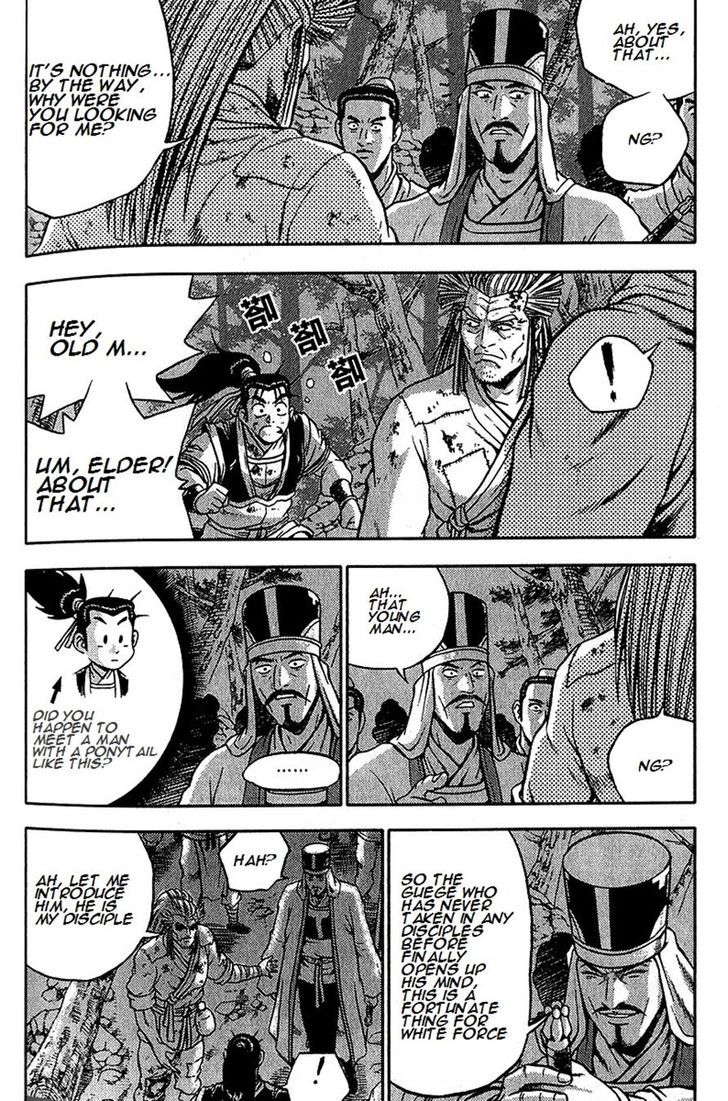 IT'S NOTHING...
BY THE WAY,
WHY WERE
YOU LOOKING
FOR ME?
AH, YES,
ABOUT
THAT...
NG?
HEY,
OLD M...
UM, ELDER!
ABOUT
THAT...
!
DID YOU
HAPPEN TO
MEET A MAN
WITH A PONYTAIL
LIKE THIS?
......
AH...
THAT
YOUNG
MAN...
NG?
AH, LET ME
INTRODUCE
HIM, HE IS
MY DISCIPLE
HAH?
!
SO THE
GUEGE WHO
HAS NEVER
TAKEN IN ANY
DISCIPLES
BEFORE
FINALLY
OPENS UP
HIS MIND,
THIS IS A
FORTUNATE
THING FOR
WHITE FORCE